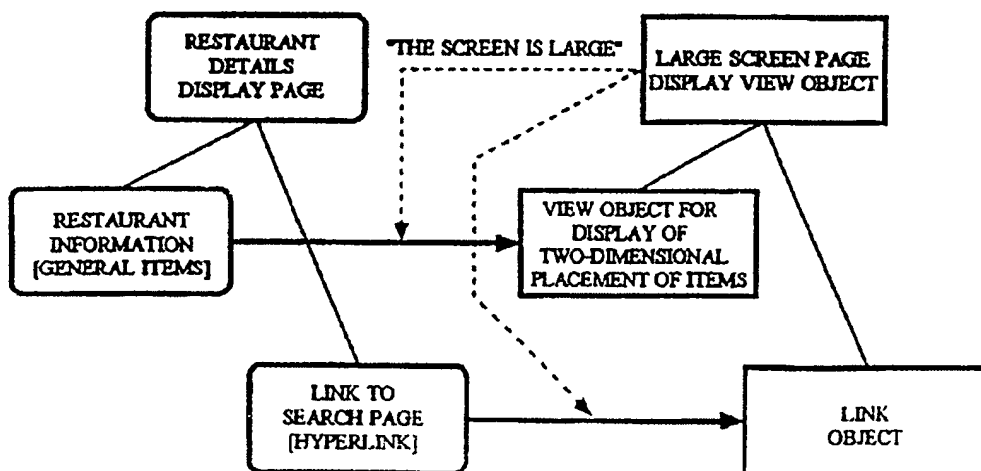 RESTAURANT
DETAILS
DISPLAY PAGE
"THE SCREEN IS LARGE"
LARGE SCREEN PAGE
DISPLAY VIEW OBJECT
RESTAURANT
INFORMATION
[GENERAL ITEMS]
VIEW OBJECT FOR
DISPLAY OF
TWO-DIMENSIONAL
PLACEMENT OF ITEMS
LINK TO
SEARCH PAGE
[HYPERLINK]
LINK
OBJECT